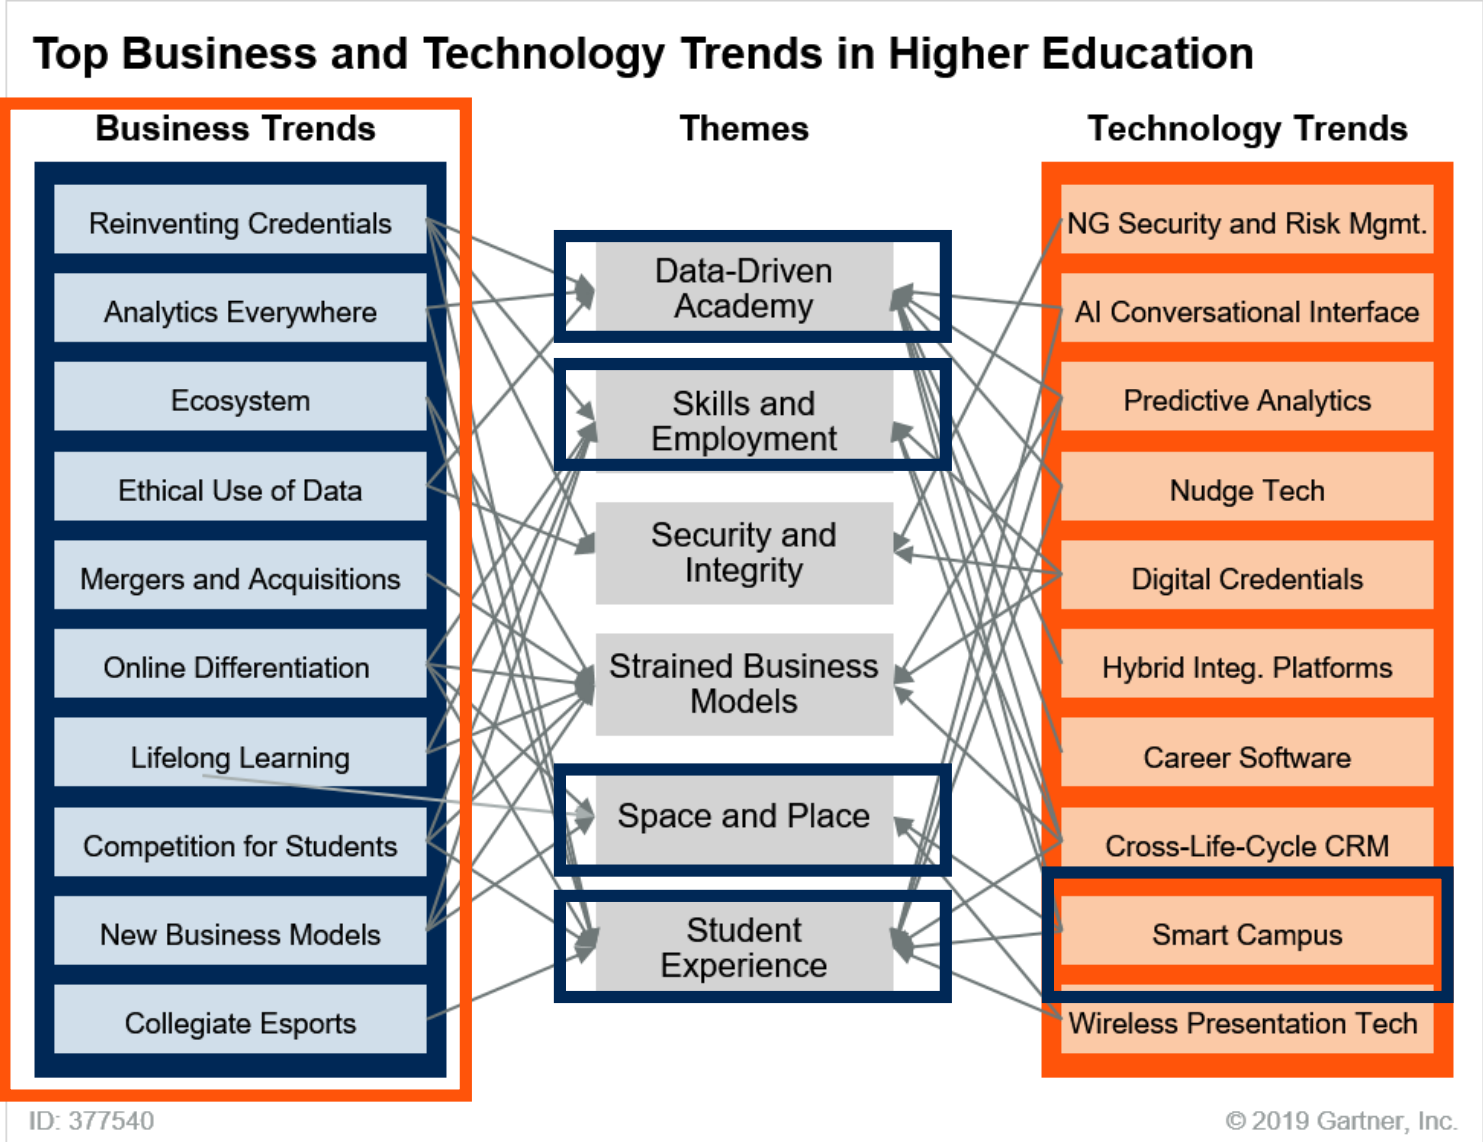 Top Business and Technology Trends in Higher Education
Business Trends
Reinventing Credentials
Analytics Everywhere
Ecosystem
Ethical Use of Data
Mergers and Acquisitions
Online Differentiation
Lifelong Learning
Competition for Students
New Business Models
Collegiate Esports
Themes
Data-Driven
Academy
Skills and
Employment
Security and
Integrity
Strained Business
Models
Space and Place
Student
Experience
Technology Trends
NG Security and Risk Mgmt.
AI Conversational Interface
Predictive Analytics
Nudge Tech
Digital Credentials
Hybrid Integ. Platforms
Career Software
Cross-Life-Cycle CRM
Smart Campus
Wireless Presentation Tech
ID: 377540
© 2019 Gartner, Inc.